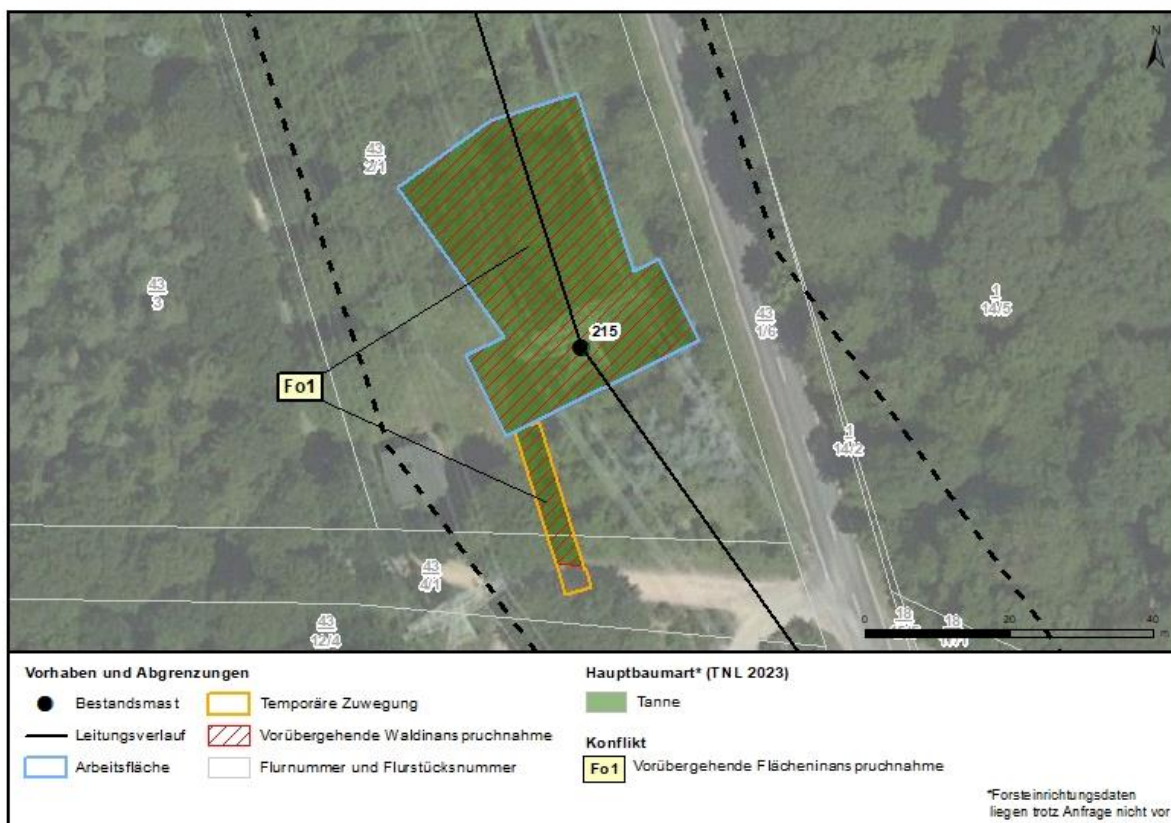 N
43
2/1
43
3
1
14/5
43
1/6
215
Fo1
1
14/2
43
4/1
43
12/4
18
18
0 20 40
Vorhaben und Abgrenzungen
Bestandsmast
Temporäre Zuwegung
Leitungsverlauf
Vorübergehende Waldinanspruchnahme
Arbeitsfläche
Flurnummer und Flurstücksnummer
Hauptbaumart* (TNL 2023)
Tanne
Konflikt
Fo1 Vorübergehende Flächeninanspruchnahme
*Forsteinrichtungsdaten
liegen trotz Anfrage nicht vor